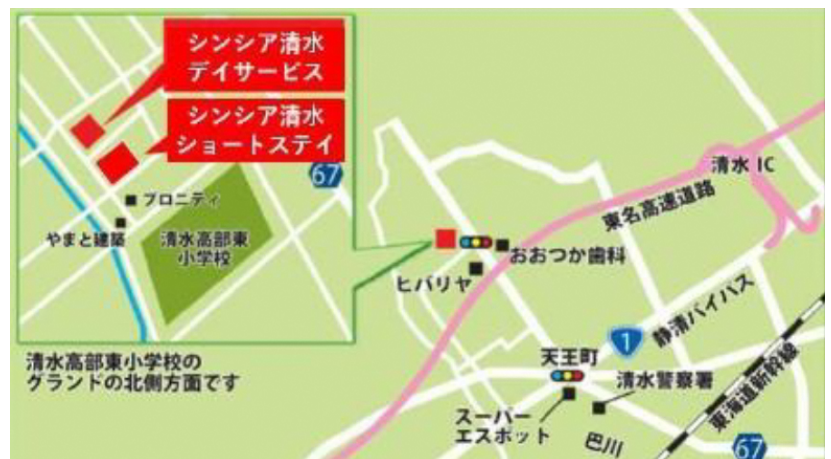 シンシア清水
デイサービス
シンシア清水
ショートステイ
67
プロニティ
やまと建築
清水高部東
小学校
清水高部東小学校の
グランドの北側方面です
清水 IC
東名高速道路
おおつか歯科
ヒバリヤ
静清バイパス
1
天王町
清水警察署
東海道新幹線
スーパー
エスポット
巴川
67